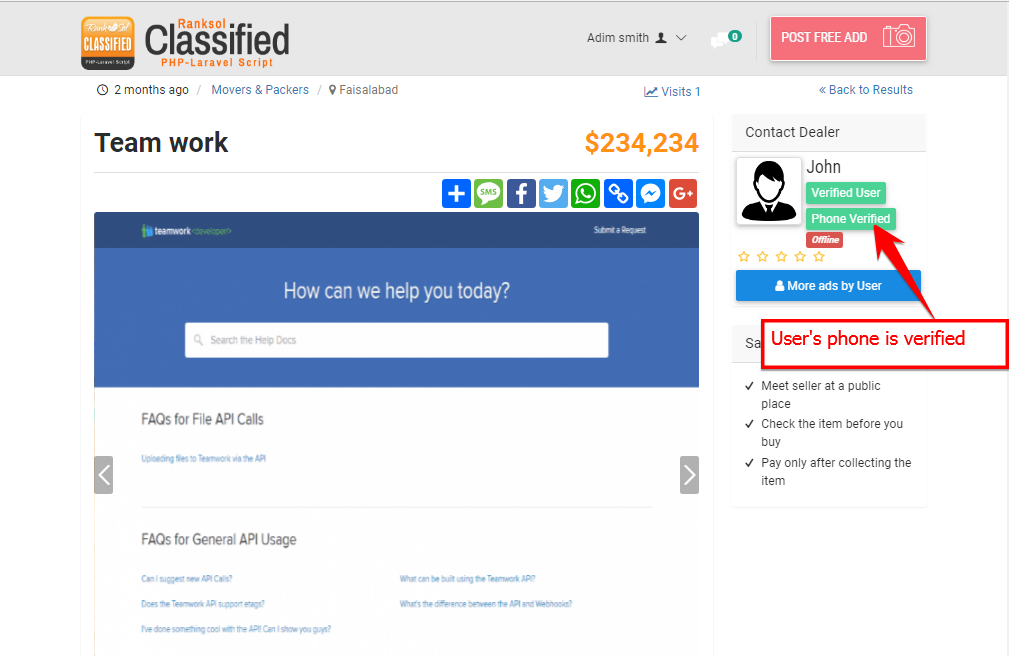 Ranksol
CLASSIFIED
PHP-Laravel Script
Ranksol
Classified
PHP-Laravel Script
Adim smith
0
POST FREE ADD
2 months ago / Movers & Packers / Faisalabad
Visits 1
« Back to Results
Team work
$234,234
SMS
G+
teamwork<developer/>
Submit a Request
How can we help you today?
Search the Help Docs
FAQs for File API Calls
Uploading files to Teamwork via the API
FAQs for General API Usage
Can I suggest new API Calls?
What can be built using the Teamwork API?
Does the Teamwork API support etags?
What's the difference between the API and Webhooks?
I've done something cool with the API! Can I show you guys?
Contact Dealer
John
Verified User
Phone Verified
Offline
More ads by User
User's phone is verified
Sa
Meet seller at a public
place
Check the item before you
buy
Pay only after collecting the
item